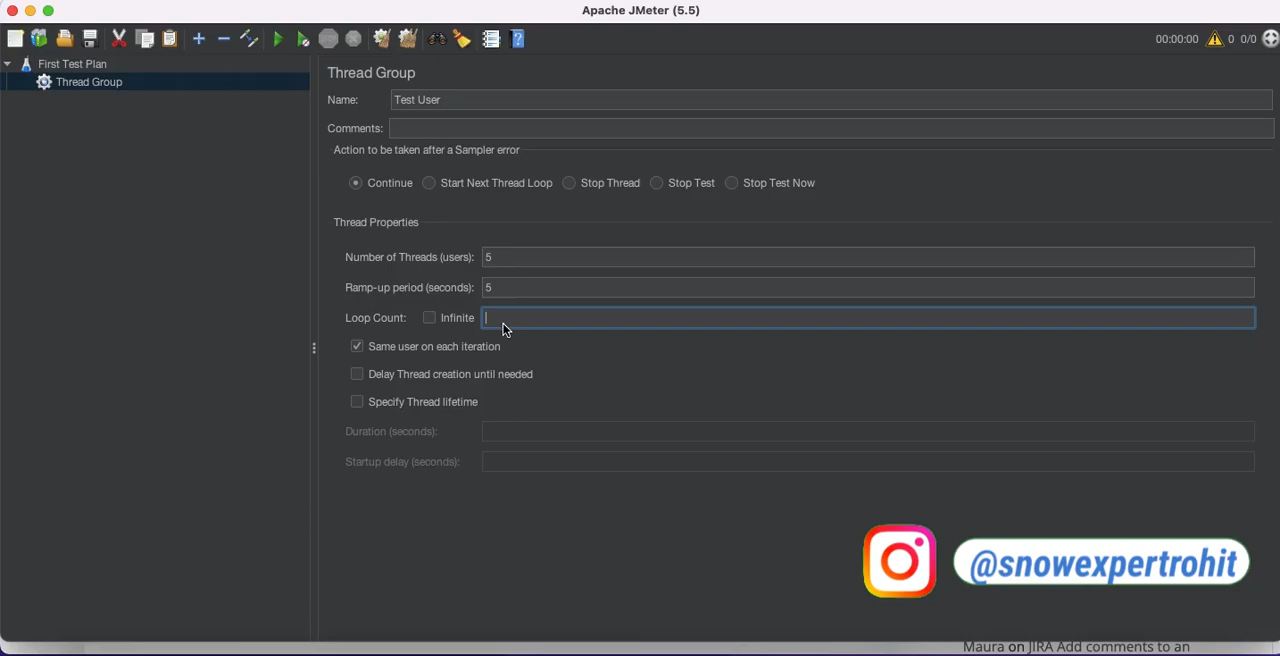 Apache JMeter (5.5)
00:00:00 0 0/0
First Test Plan
Thread Group
Thread Group
Name: Test User
Comments:
Action to be taken after a Sampler error
Continue Start Next Thread Loop Stop Thread Stop Test Stop Test Now
Thread Properties
Number of Threads (users): 5
Ramp-up period (seconds): 5
Loop Count: Infinite
Same user on each iteration
Delay Thread creation until needed
Specify Thread lifetime
Duration (seconds):
Startup delay (seconds):
@snowexpertrohit
Maura on JIRA Add comments to an